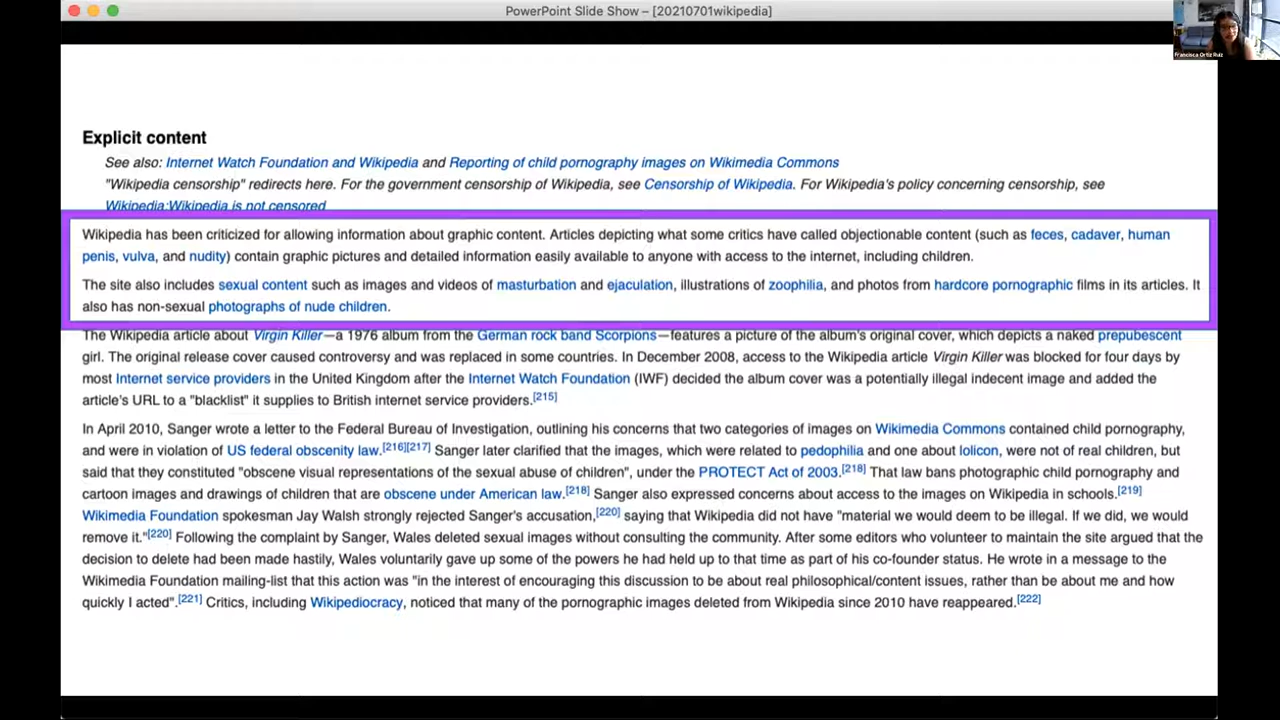 PowerPoint Slide Show – [20210701wikipedia]
Francisca Ortiz Ruiz
Explicit content
See also: Internet Watch Foundation and Wikipedia and Reporting of child pornography images on Wikimedia Commons
"Wikipedia censorship" redirects here. For the government censorship of Wikipedia, see Censorship of Wikipedia. For Wikipedia's policy concerning censorship, see
Wikipedia:Wikipedia is not censored
Wikipedia has been criticized for allowing information about graphic content. Articles depicting what some critics have called objectionable content (such as feces, cadaver, human
penis, vulva, and nudity) contain graphic pictures and detailed information easily available to anyone with access to the internet, including children.
The site also includes sexual content such as images and videos of masturbation and ejaculation, illustrations of zoophilia, and photos from hardcore pornographic films in its articles. It
also has non-sexual photographs of nude children.
The Wikipedia article about Virgin Killer—a 1976 album from the German rock band Scorpions—features a picture of the album's original cover, which depicts a naked prepubescent
girl. The original release cover caused controversy and was replaced in some countries. In December 2008, access to the Wikipedia article Virgin Killer was blocked for four days by
most Internet service providers in the United Kingdom after the Internet Watch Foundation (IWF) decided the album cover was a potentially illegal indecent image and added the
article's URL to a "blacklist" it supplies to British internet service providers.[215]
In April 2010, Sanger wrote a letter to the Federal Bureau of Investigation, outlining his concerns that two categories of images on Wikimedia Commons contained child pornography,
and were in violation of US federal obscenity law.[216][217] Sanger later clarified that the images, which were related to pedophilia and one about lolicon, were not of real children, but
said that they constituted "obscene visual representations of the sexual abuse of children", under the PROTECT Act of 2003.[218] That law bans photographic child pornography and
cartoon images and drawings of children that are obscene under American law.[218] Sanger also expressed concerns about access to the images on Wikipedia in schools.[219]
Wikimedia Foundation spokesman Jay Walsh strongly rejected Sanger's accusation,[220] saying that Wikipedia did not have "material we would deem to be illegal. If we did, we would
remove it."[220] Following the complaint by Sanger, Wales deleted sexual images without consulting the community. After some editors who volunteer to maintain the site argued that the
decision to delete had been made hastily, Wales voluntarily gave up some of the powers he had held up to that time as part of his co-founder status. He wrote in a message to the
Wikimedia Foundation mailing-list that this action was "in the interest of encouraging this discussion to be about real philosophical/content issues, rather than be about me and how
quickly I acted".[221] Critics, including Wikipediocracy, noticed that many of the pornographic images deleted from Wikipedia since 2010 have reappeared.[222]